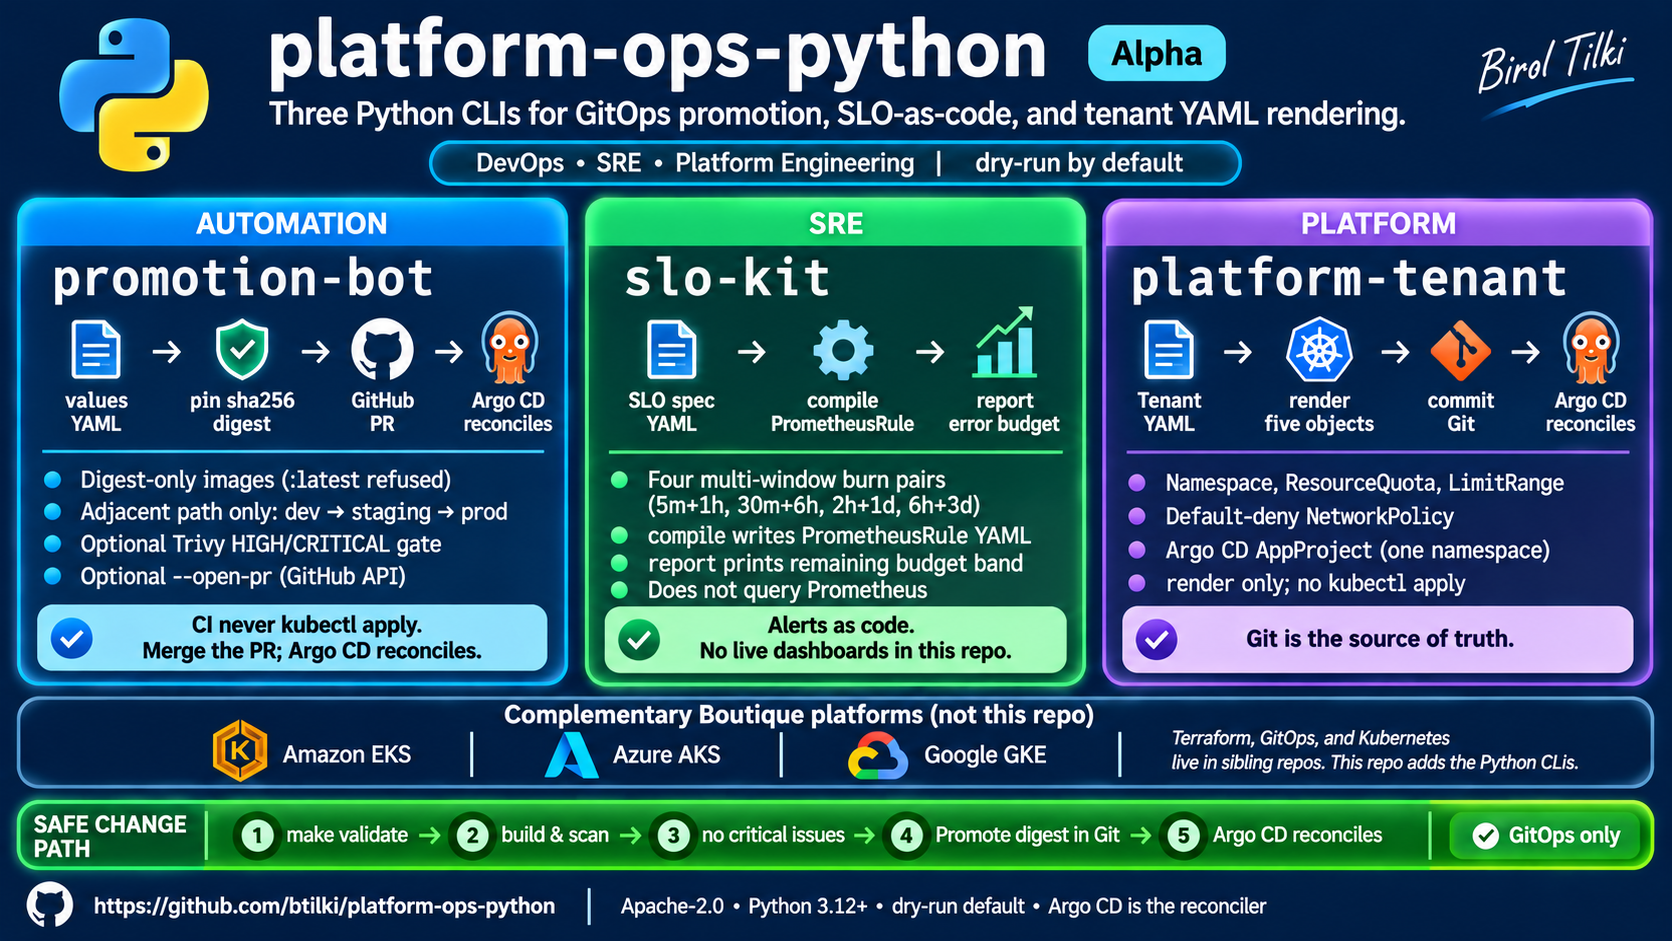 platform-ops-python
Alpha
Birol Tilki
Three Python CLIs for GitOps promotion, SLO-as-code, and tenant YAML rendering.
DevOps • SRE • Platform Engineering | dry-run by default
AUTOMATION
promotion-bot
values
YAML
→
pin sha256
digest
→
GitHub
PR
→
Argo CD
reconciles
Digest-only images (:latest refused)
Adjacent path only: dev → staging → prod
Optional Trivy HIGH/CRITICAL gate
Optional --open-pr (GitHub API)
CI never kubectl apply.
Merge the PR; Argo CD reconciles.
SRE
slo-kit
SLO spec
YAML
→
compile
PrometheusRule
→
report
error budget
Four multi-window burn pairs
(5m+1h, 30m+6h, 2h+1d, 6h+3d)
compile writes PrometheusRule YAML
report prints remaining budget band
Does not query Prometheus
Alerts as code.
No live dashboards in this repo.
PLATFORM
platform-tenant
Tenant
YAML
→
render
five objects
→
commit
Git
→
Argo CD
reconciles
Namespace, ResourceQuota, LimitRange
Default-deny NetworkPolicy
Argo CD AppProject (one namespace)
render only; no kubectl apply
Git is the source of truth.
Complementary Boutique platforms (not this repo)
K
Amazon EKS
Azure AKS
Google GKE
Terraform, GitOps, and Kubernetes
live in sibling repos. This repo adds the Python CLIs.
SAFE CHANGE
PATH
1 make validate → 2 build & scan → 3 no critical issues → 4 Promote digest in Git → 5 Argo CD reconciles
GitOps only
https://github.com/btilki/platform-ops-python
Apache-2.0 • Python 3.12+ • dry-run default • Argo CD is the reconciler